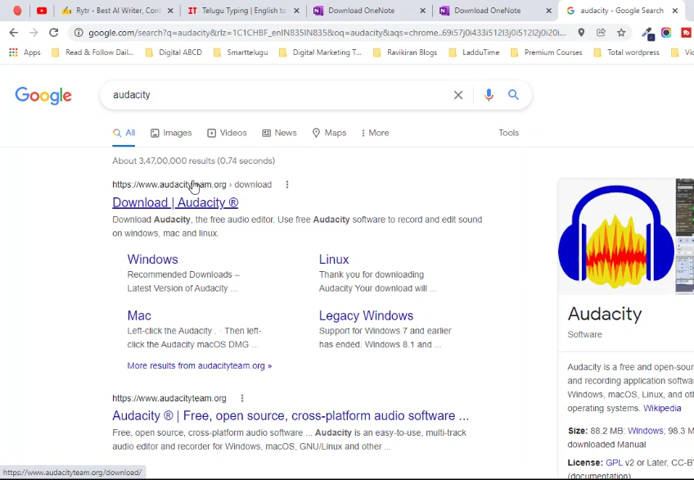 Rytr - Best AI Writer, Con
Telugu Typing | English to
Download OneNote
Download OneNote
audacity - Google Search
google.com/search?q=audacity&rlz=1C1CHBF_enIN835IN835&oq=audacity&aqs=chrome..69i57j0i433i512l3j0i512l2j0i20i...
Apps
Read & Follow Dail...
Digital ABCD
Smarttelugu
Digital Marketing T...
Ravikiran Blogs
LadduTime
Premium Courses
Total wordpress
Google
audacity
All
Images
Videos
News
Maps
More
Tools
About 3,47,00,000 results (0.74 seconds)
https://www.audacityteam.org › download
Download | Audacity ®
Download Audacity, the free audio editor. Use free Audacity software to record and edit sound
on windows, mac and linux.
Windows
Recommended Downloads –
Latest Version of Audacity ...
Linux
Thank you for downloading
Audacity Your download will ...
Mac
Left-click the Audacity . · Then left-
click the Audacity macOS DMG ...
Legacy Windows
Support for Windows 7 and earlier
has ended. Windows 8.1 and ...
More results from audacityteam.org »
https://www.audacityteam.org
Audacity ® | Free, open source, cross-platform audio software ...
Free, open source, cross-platform audio software ... Audacity is an easy-to-use, multi-track
audio editor and recorder for Windows, macOS, GNU/Linux and other ...
Audacity
Software
Audacity is a free and open-sour
and recording application softwar
Windows, macOS, Linux, and oth
operating systems. Wikipedia
Size: 88.2 MB: Windows; 98.3 M
downloaded Manual
License: GPL v2 or Later, CC-BY
(documentation)
https://www.audacityteam.org/download/